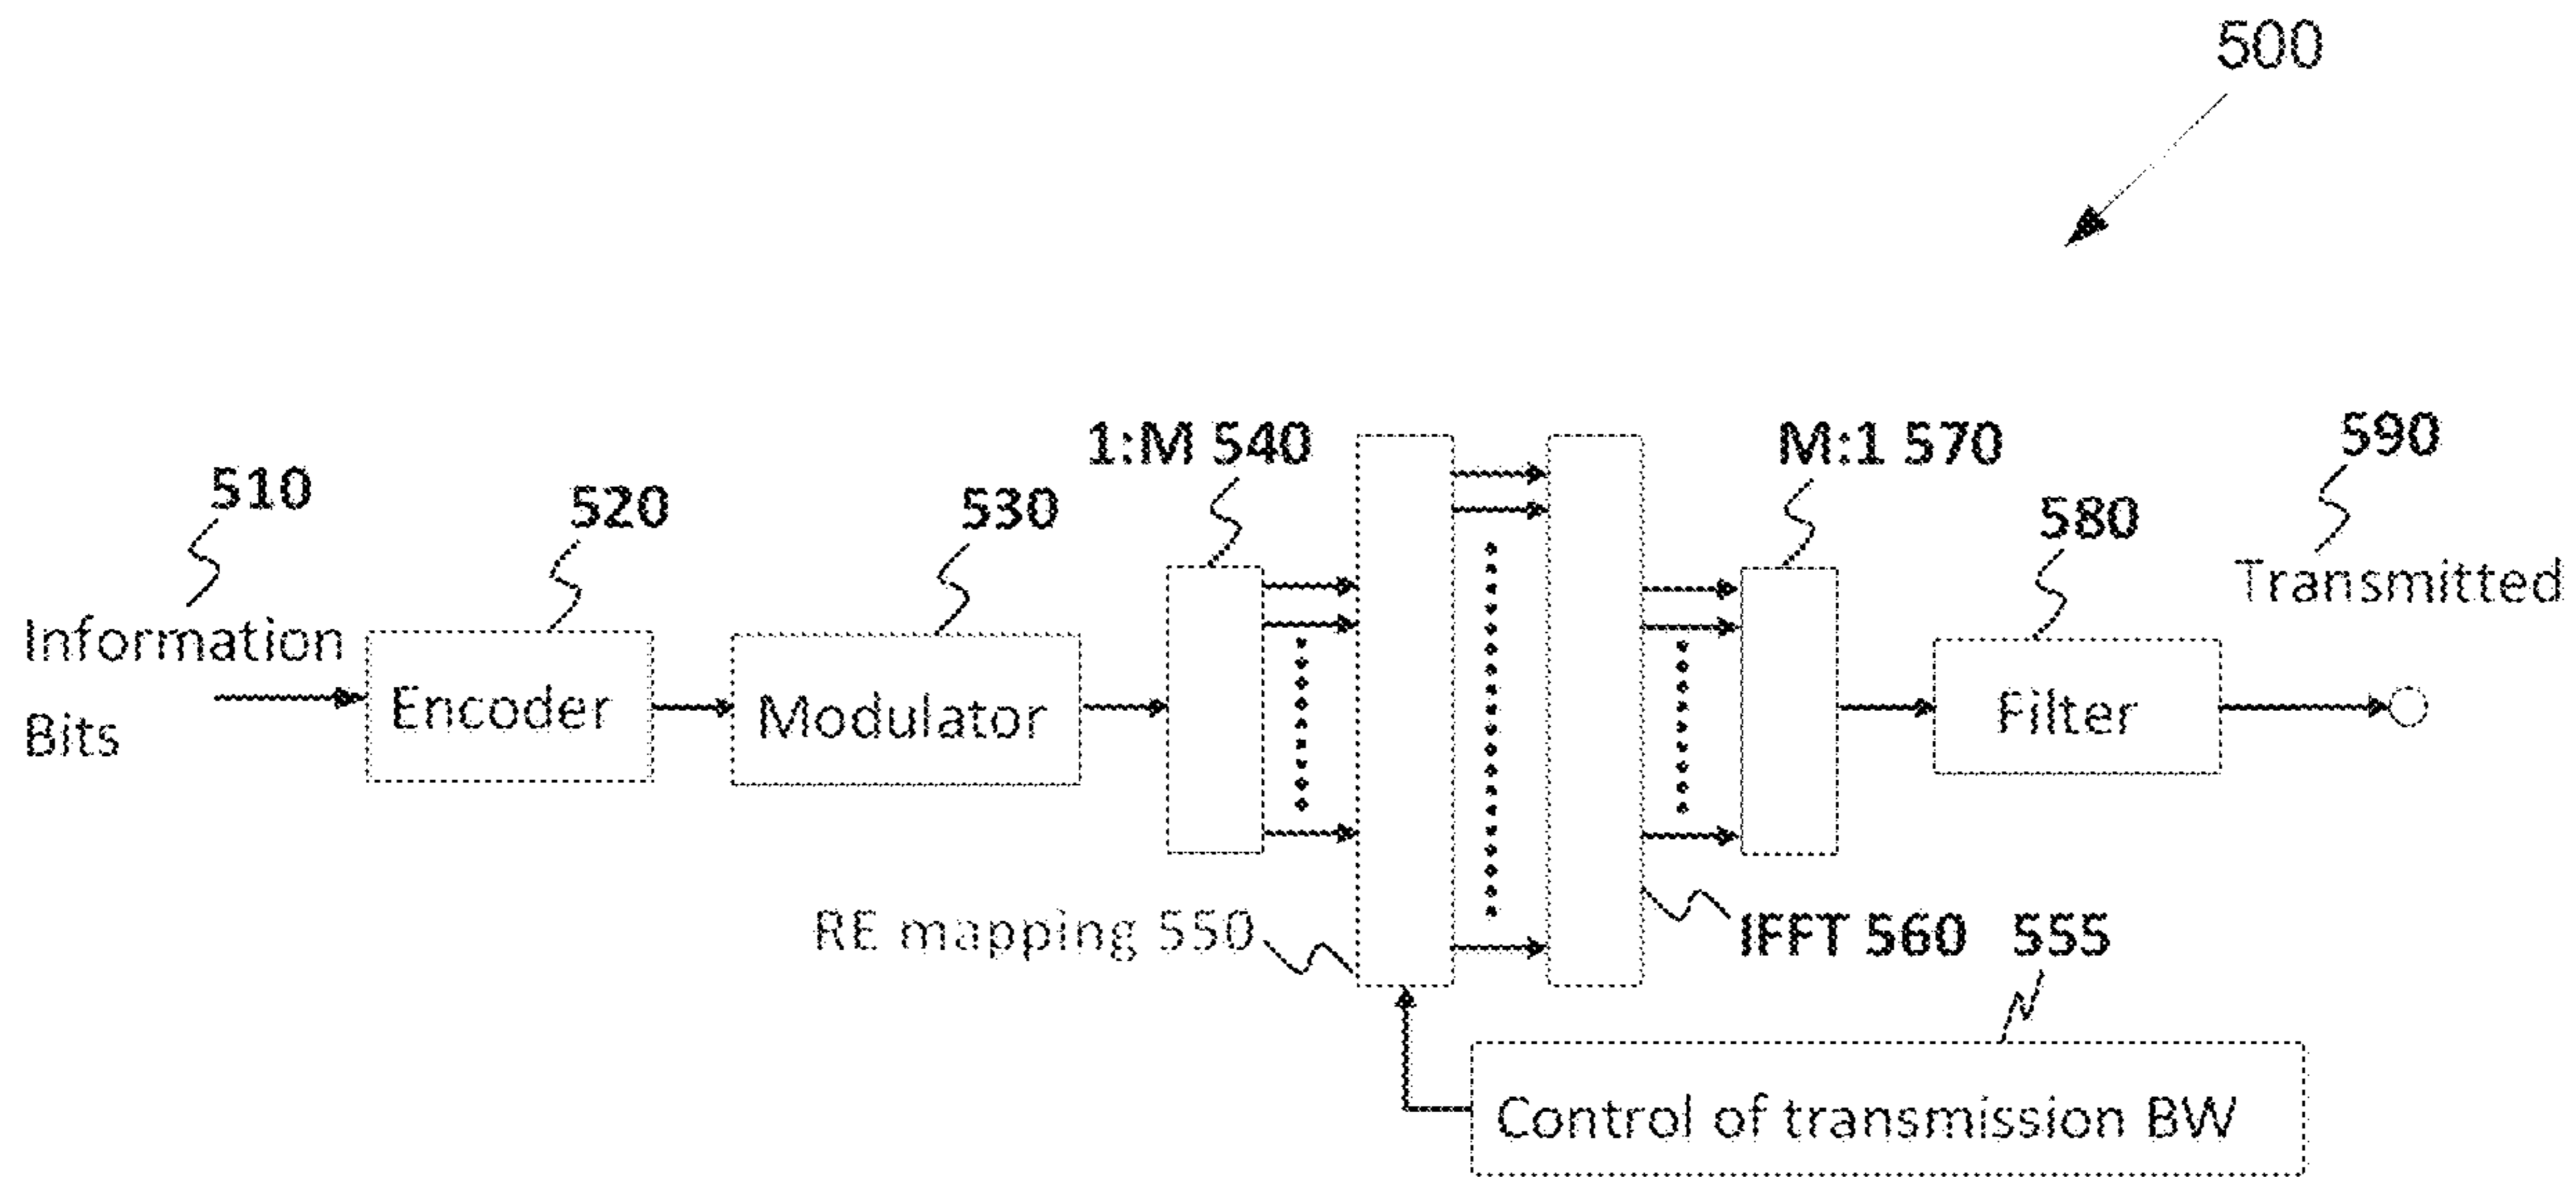 500
1:M 540
M:1 570
590
510
520
530
580
Transmitted
Information
Bits
Encoder
Modulator
Filter
RE mapping 550
IFFT 560
555
Control of transmission BW